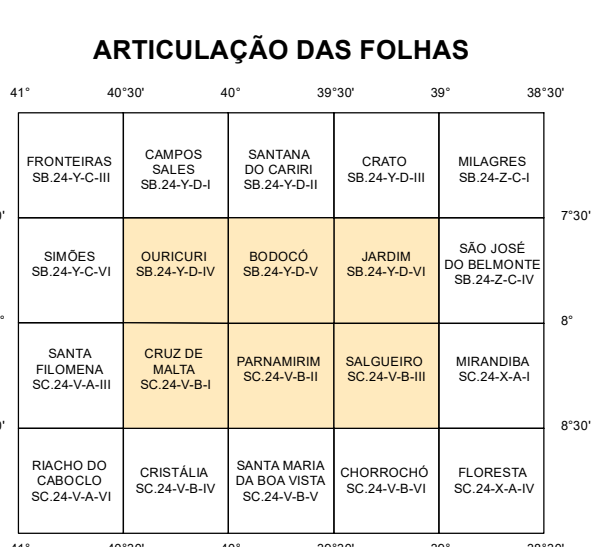 ARTICULAÇÃO DAS FOLHAS
41° 40°30' 40° 39°30' 39° 38°30'
FRONTEIRAS
SB.24-Y-C-III
CAMPOS
SALES
SB.24-Y-D-I
SANTANA
DO CARIRI
SB.24-Y-D-II
CRATO
SB.24-Y-D-III
MILAGRES
SB.24-Z-C-I
7°30'
SIMÕES
SB.24-Y-C-VI
OURICURI
SB.24-Y-D-IV
BODOCÓ
SB.24-Y-D-V
JARDIM
SB.24-Y-D-VI
SÃO JOSÉ
DO BELMONTE
SB.24-Z-C-IV
8°
SANTA
FILOMENA
SC.24-V-A-III
CRUZ DE
MALTA
SC.24-V-B-I
PARNAMIRIM
SC.24-V-B-II
SALGUEIRO
SC.24-V-B-III
MIRANDIBA
SC.24-X-A-I
8°30'
RIACHO DO
CABOCLO
SC.24-V-A-VI
CRISTÁLIA
SC.24-V-B-IV
SANTA MARIA
DA BOA VISTA
SC.24-V-B-V
CHORROCHÓ
SC.24-V-B-VI
FLORESTA
SC.24-X-A-IV